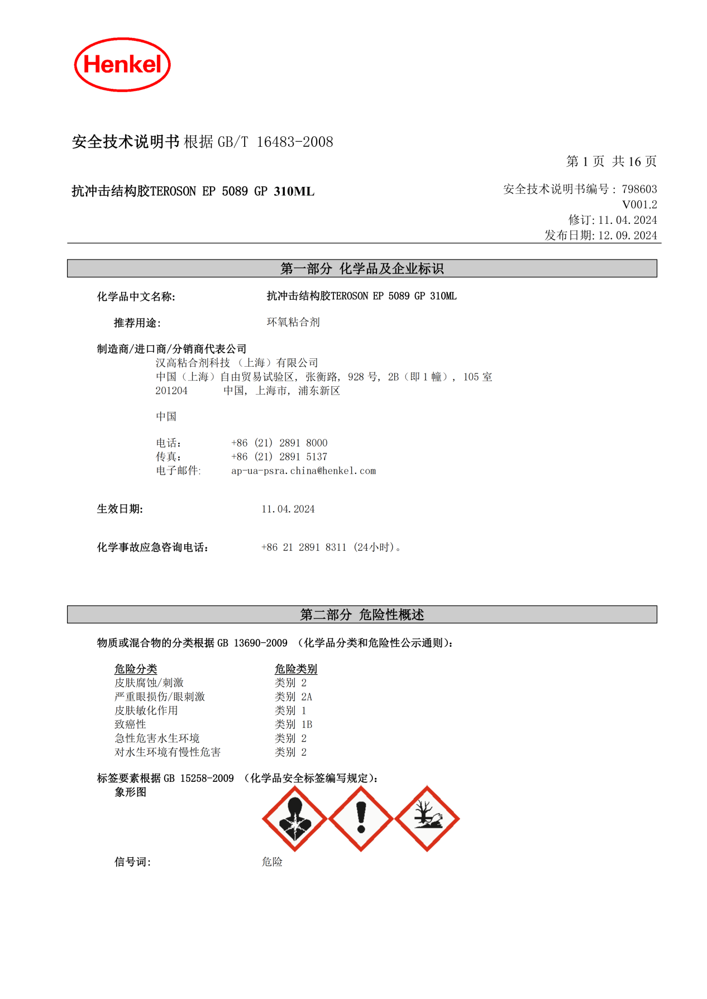 Henkel
安全技术说明书 根据 GB/T 16483-2008
第 1 页 共 16 页
抗冲击结构胶TEROSON EP 5089 GP 310ML
安全技术说明书编号 : 798603
V001.2
修订: 11.04.2024
发布日期: 12.09.2024
第一部分 化学品及企业标识
化学品中文名称: 抗冲击结构胶TEROSON EP 5089 GP 310ML
推荐用途: 环氧粘合剂
制造商/进口商/分销商代表公司
汉高粘合剂科技 （上海）有限公司
中国（上海）自由贸易试验区, 张衡路, 928 号, 2B（即 1 幢）, 105 室
201204 中国, 上海市, 浦东新区
中国
电话: +86 (21) 2891 8000
传真: +86 (21) 2891 5137
电子邮件: ap-ua-psra.china@henkel.com
生效日期: 11.04.2024
化学事故应急咨询电话: +86 21 2891 8311 (24小时)。
第二部分 危险性概述
物质或混合物的分类根据 GB 13690-2009 （化学品分类和危险性公示通则）:
危险分类 危险类别
皮肤腐蚀/刺激 类别 2
严重眼损伤/眼刺激 类别 2A
皮肤敏化作用 类别 1
致癌性 类别 1B
急性危害水生环境 类别 2
对水生环境有慢性危害 类别 2
标签要素根据 GB 15258-2009 （化学品安全标签编写规定）:
象形图
信号词: 危险